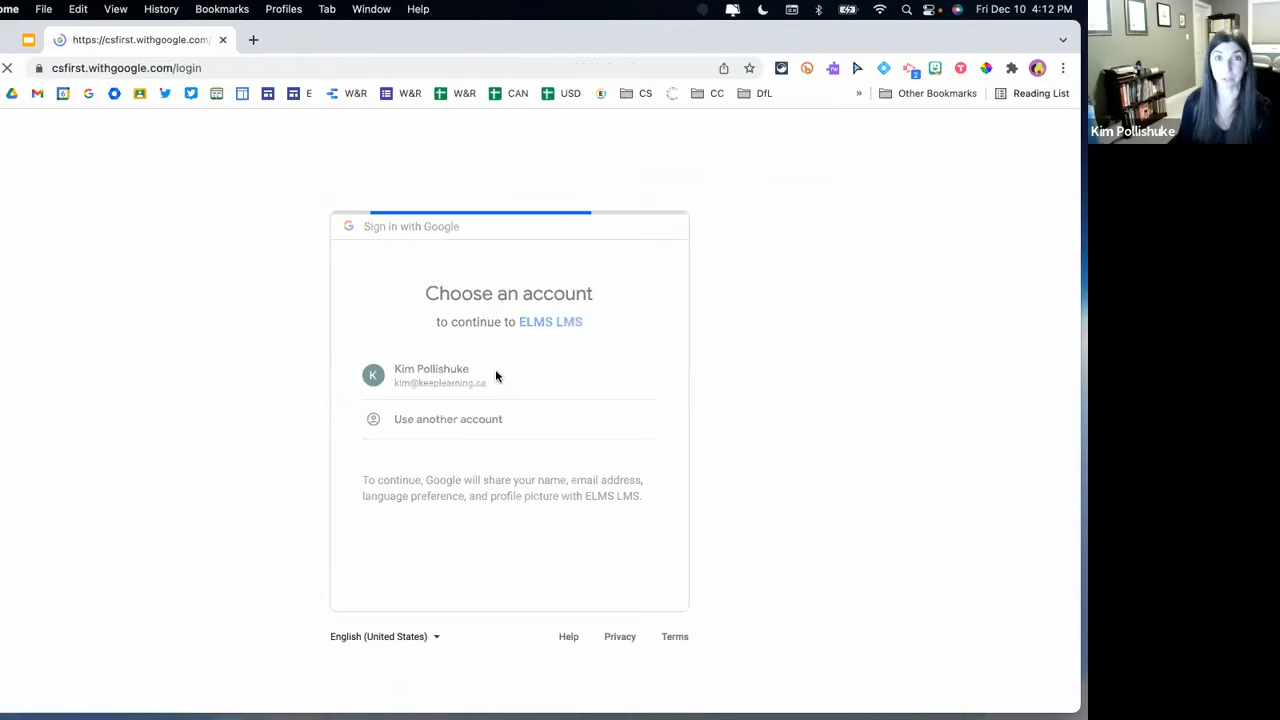 ome File Edit View History Bookmarks Profiles Tab Window Help Fri Dec 10 4:12 PM
https://csfirst.withgoogle.com/
csfirst.withgoogle.com/login
2
6 W&R W&R W&R CAN USD CS CC DfL » Other Bookmarks Reading List
E
Kim Pollishuke
G Sign in with Google
Choose an account
to continue to ELMS LMS
K
Kim Pollishuke
kim@keeplearning.ca
Use another account
To continue, Google will share your name, email address,
language preference, and profile picture with ELMS LMS.
English (United States) Help Privacy Terms